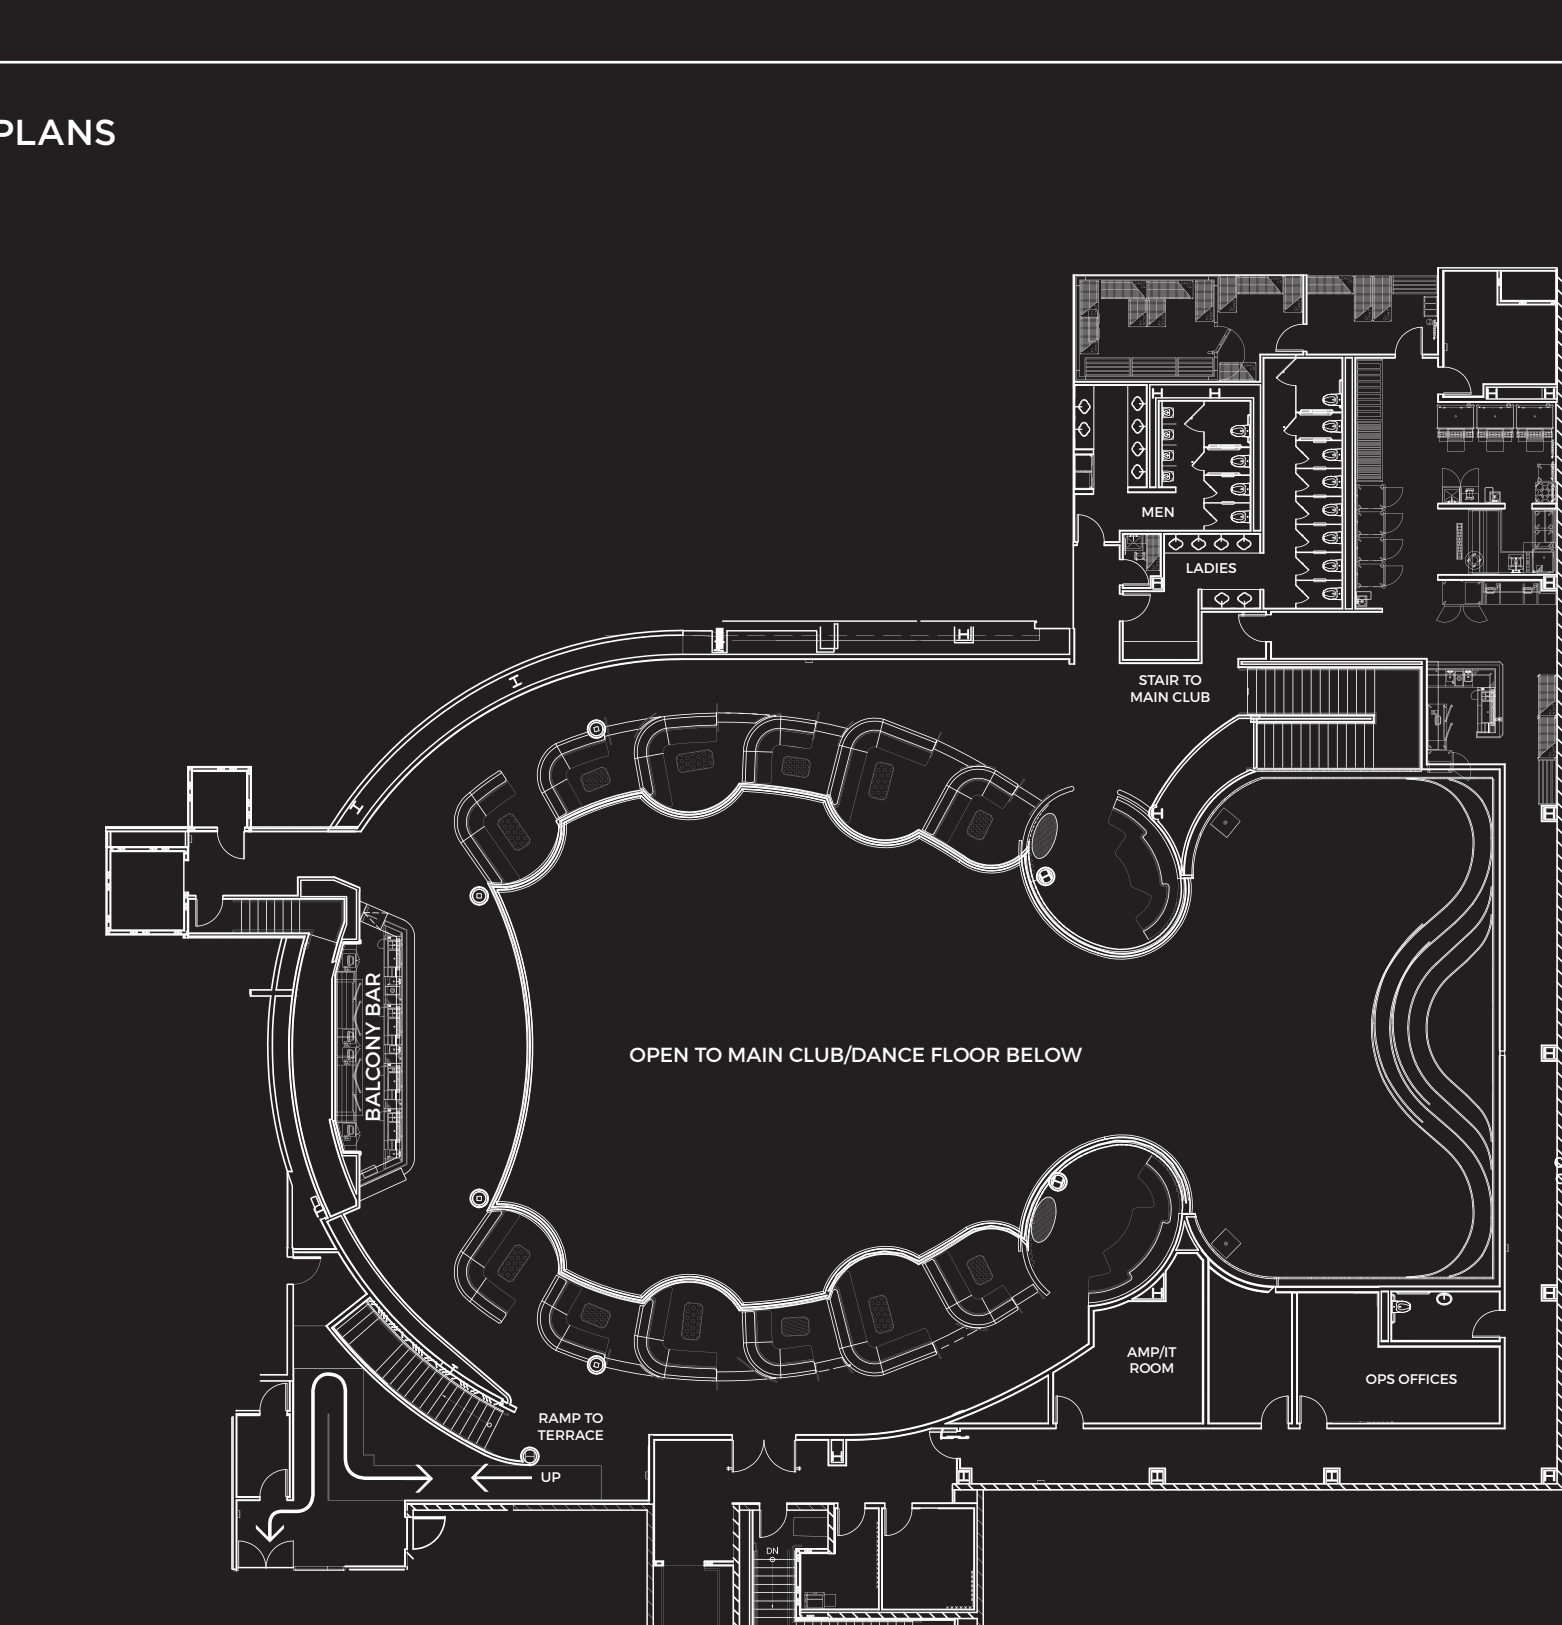 PLANS
MEN
LADIES
STAIR TO
MAIN CLUB
BALCONY BAR
OPEN TO MAIN CLUB/DANCE FLOOR BELOW
AMP/IT
ROOM
OPS OFFICES
RAMP TO
TERRACE
UP
DN